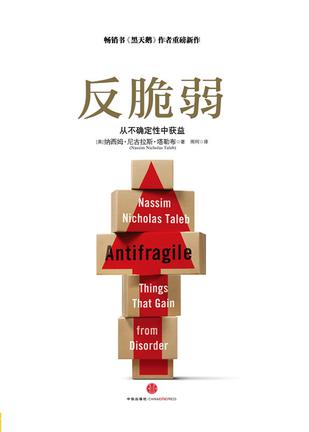 畅销书《黑天鹅》作者重磅新作
反脆弱
从不确定性中获益
[美]纳西姆·尼古拉斯·塔勒布◎著 雨珂◎译
(Nassim Nicholas Taleb)
Nassim
Nicholas Taleb
Antifragile
Things
That Gain
from
Disorder
中信出版社·CHINACITICPRESS